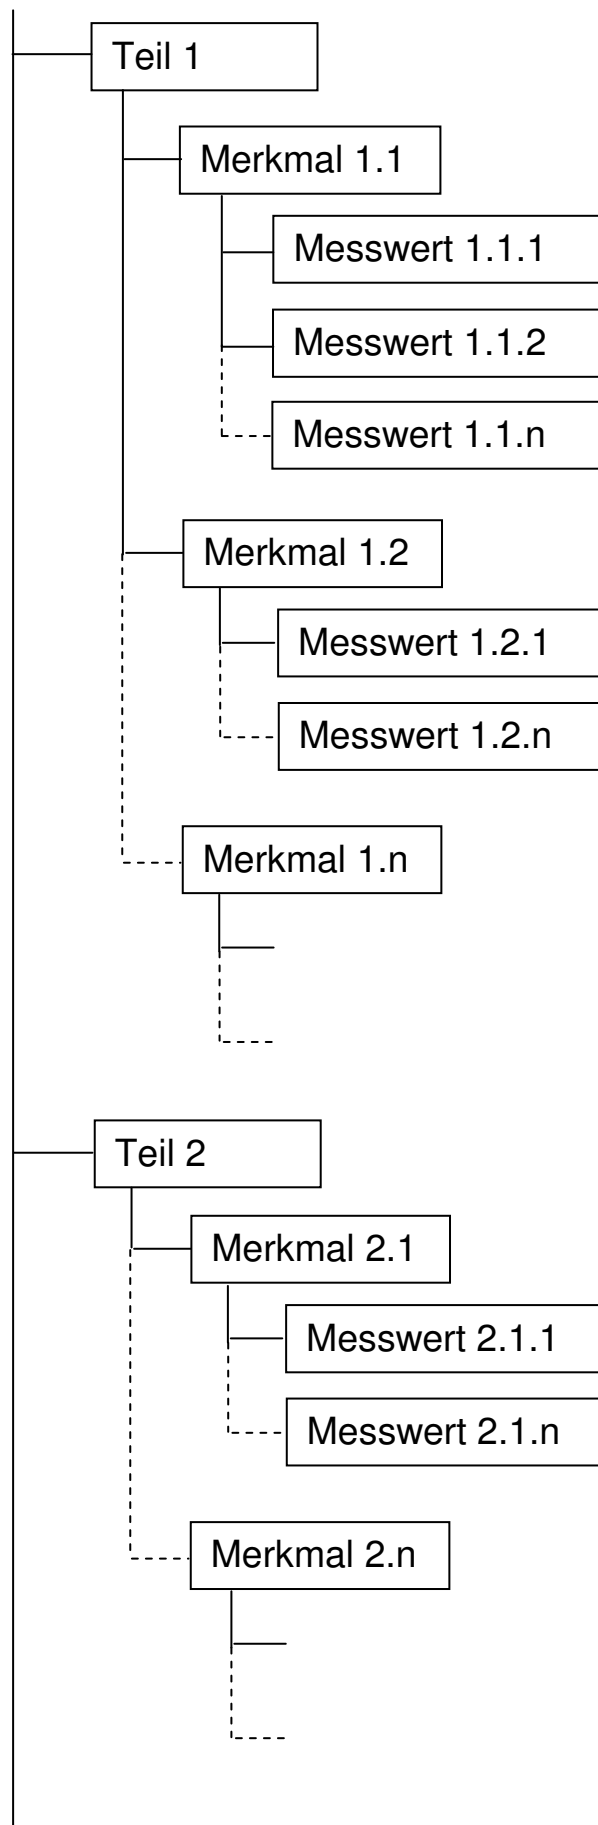 Teil 1
Merkmal 1.1
Messwert 1.1.1
Messwert 1.1.2
Messwert 1.1.n
Merkmal 1.2
Messwert 1.2.1
Messwert 1.2.n
Merkmal 1.n
Teil 2
Merkmal 2.1
Messwert 2.1.1
Messwert 2.1.n
Merkmal 2.n